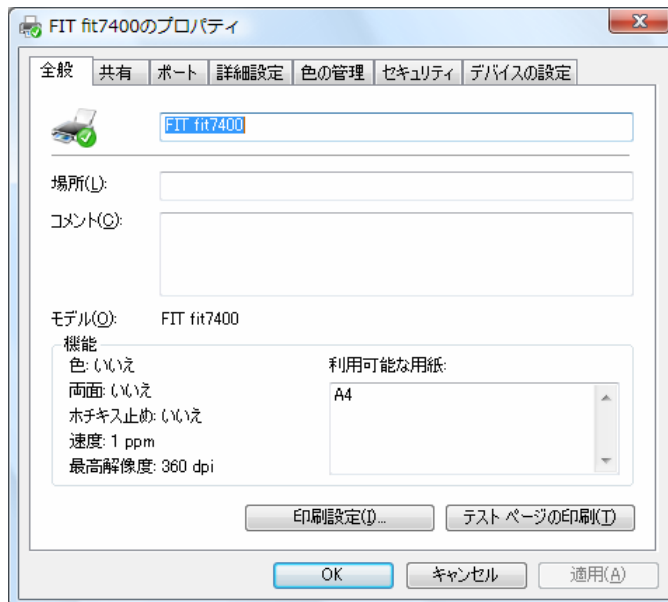 FIT fit7400のプロパティ
全般 共有 ポート 詳細設定 色の管理 セキュリティ デバイスの設定
FIT fit7400
場所(L):
コメント(C):
モデル(O): FIT fit7400
機能
色: いいえ
両面: いいえ
ホチキス止め: いいえ
速度: 1 ppm
最高解像度: 360 dpi
利用可能な用紙:
A4
印刷設定(I)... テスト ページの印刷(T)
OK キャンセル 適用(A)